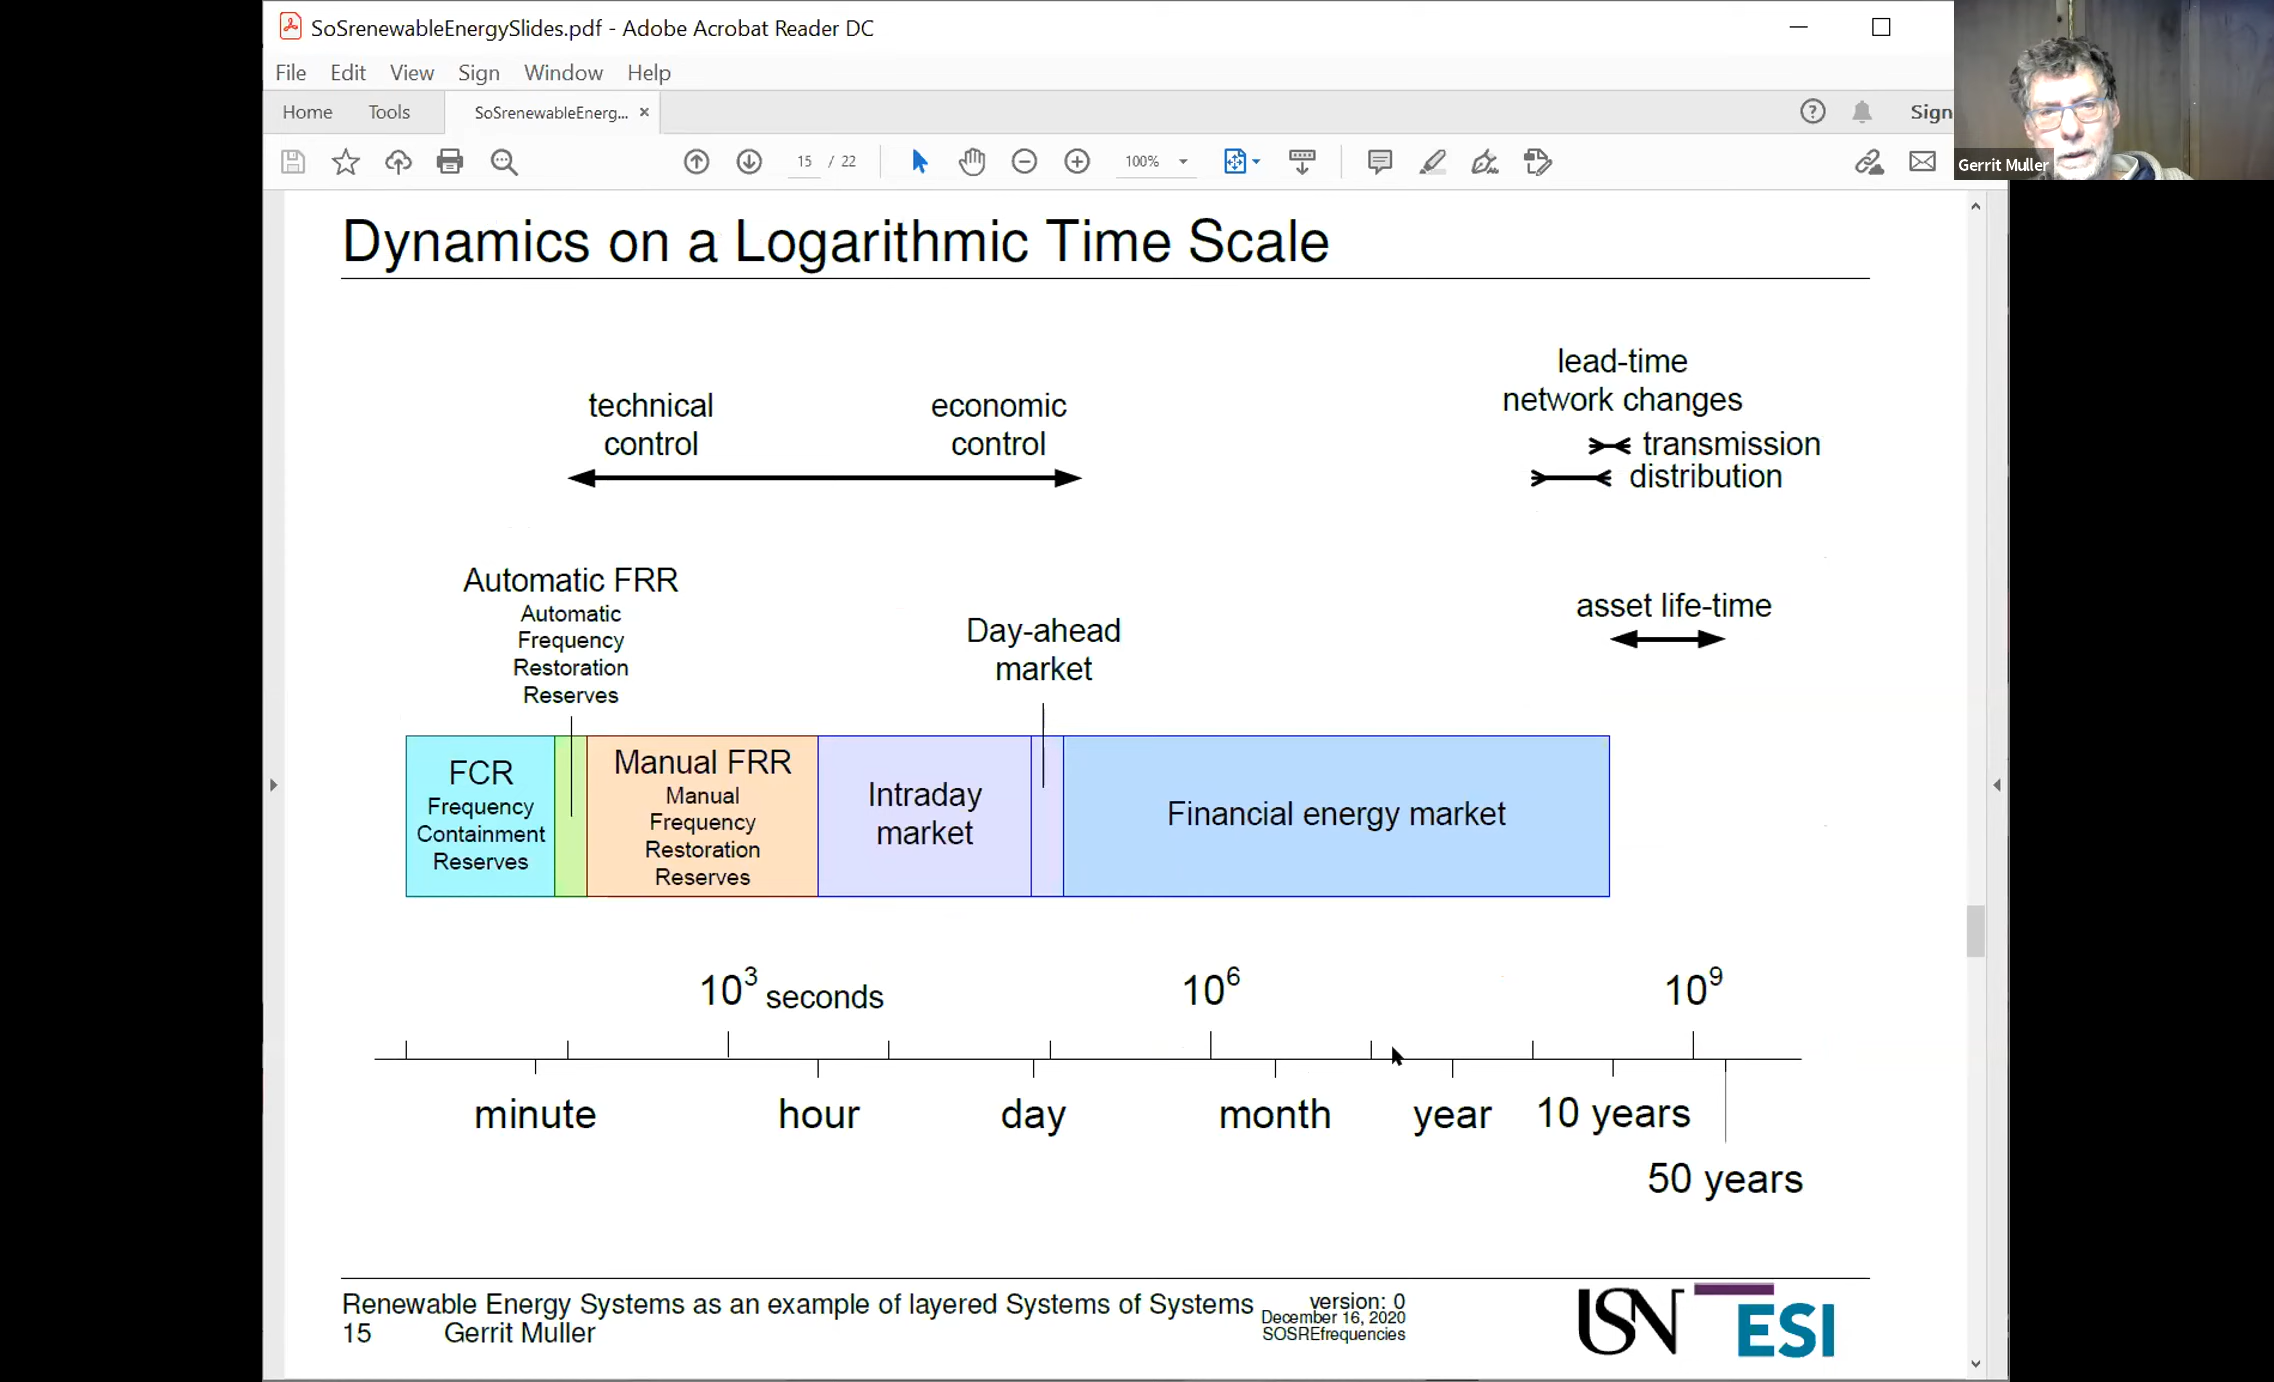 SoSrenewableEnergySlides.pdf - Adobe Acrobat Reader DC
File Edit View Sign Window Help
Home Tools SoSrenewableEnerg... ×
Sign
15 / 22
100%
Gerrit Muller
Dynamics on a Logarithmic Time Scale
technical
control
economic
control
lead-time
network changes
transmission
distribution
Automatic FRR
Automatic
Frequency
Restoration
Reserves
Day-ahead
market
asset life-time
FCR
Frequency
Containment
Reserves
Manual FRR
Manual
Frequency
Restoration
Reserves
Intraday
market
Financial energy market
10³ seconds
10⁶
10⁹
minute
hour
day
month
year
10 years
50 years
Renewable Energy Systems as an example of layered Systems of Systems
15 Gerrit Muller
version: 0
December 16, 2020
SOSREfrequencies
USN
ESI